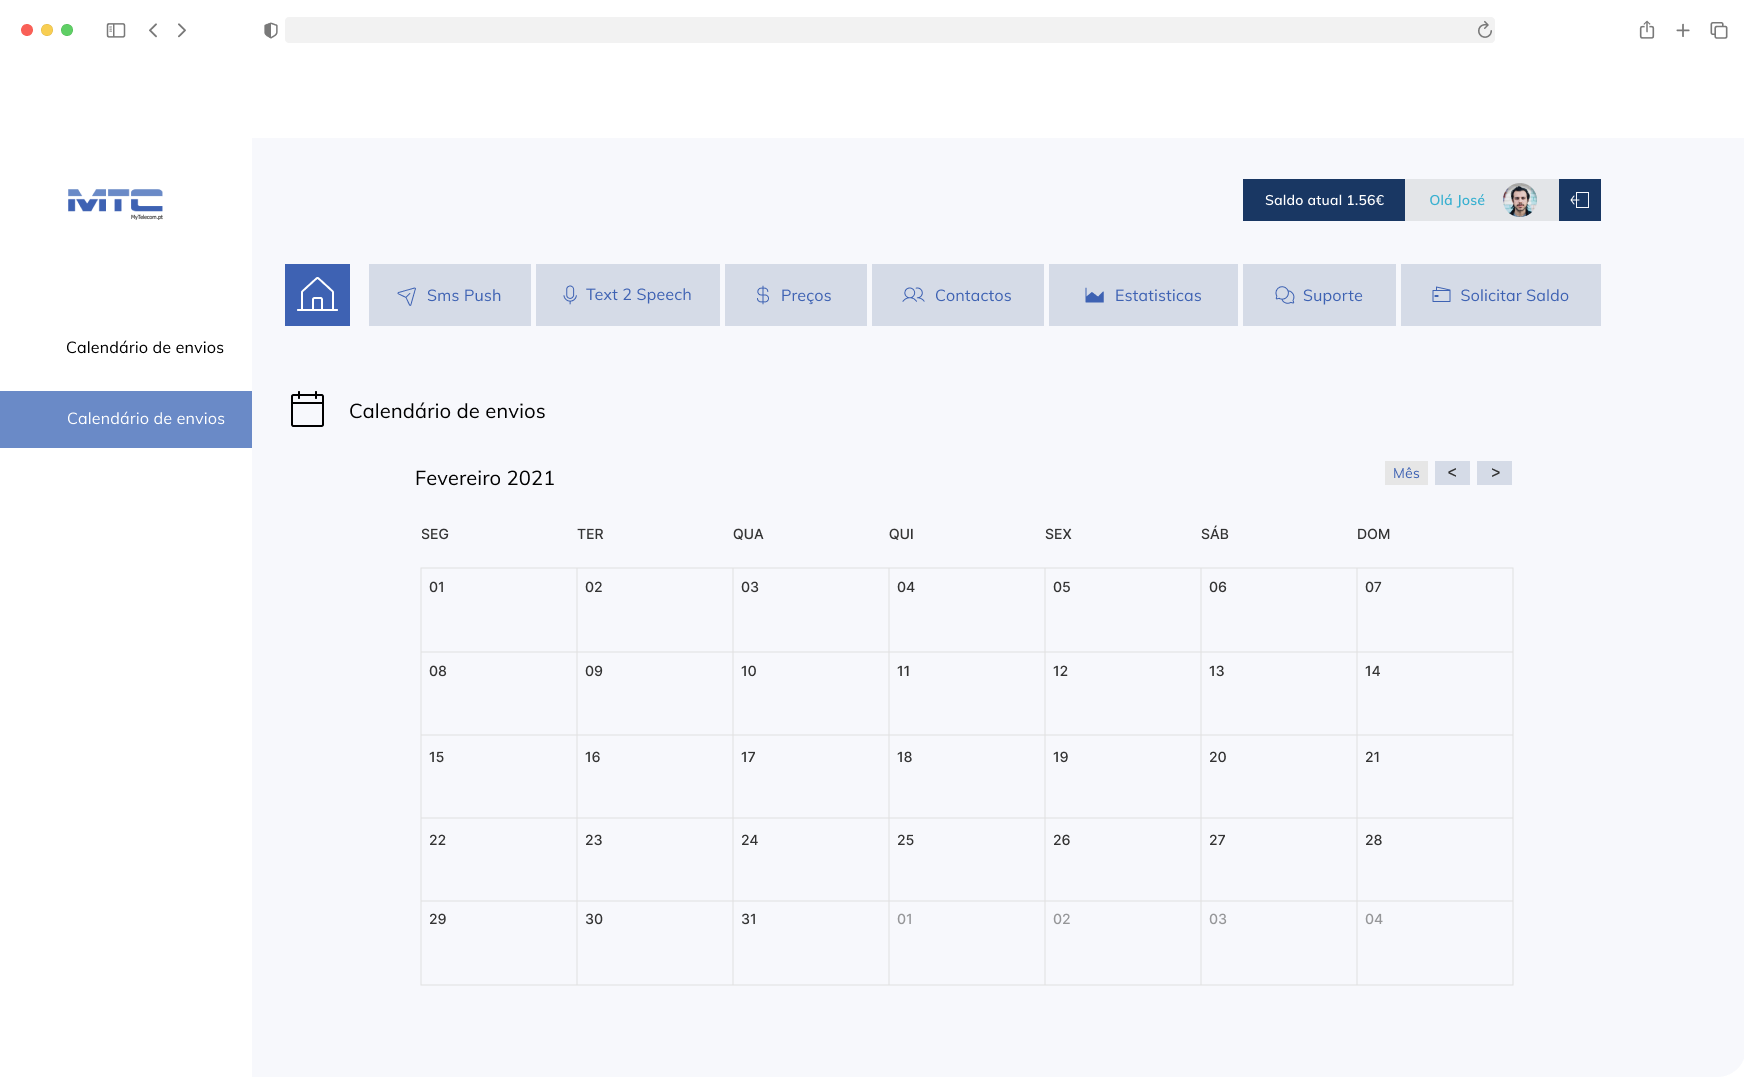 MTC
MyTelecom.pt
Saldo atual 1.56€
Olá José
Sms Push
Text 2 Speech
Preços
Contactos
Estatisticas
Suporte
Solicitar Saldo
Calendário de envios
Calendário de envios
Calendário de envios
Fevereiro 2021
Mês < >
SEG TER QUA QUI SEX SÁB DOM
01 02 03 04 05 06 07
08 09 10 11 12 13 14
15 16 17 18 19 20 21
22 23 24 25 26 27 28
29 30 31 01 02 03 04